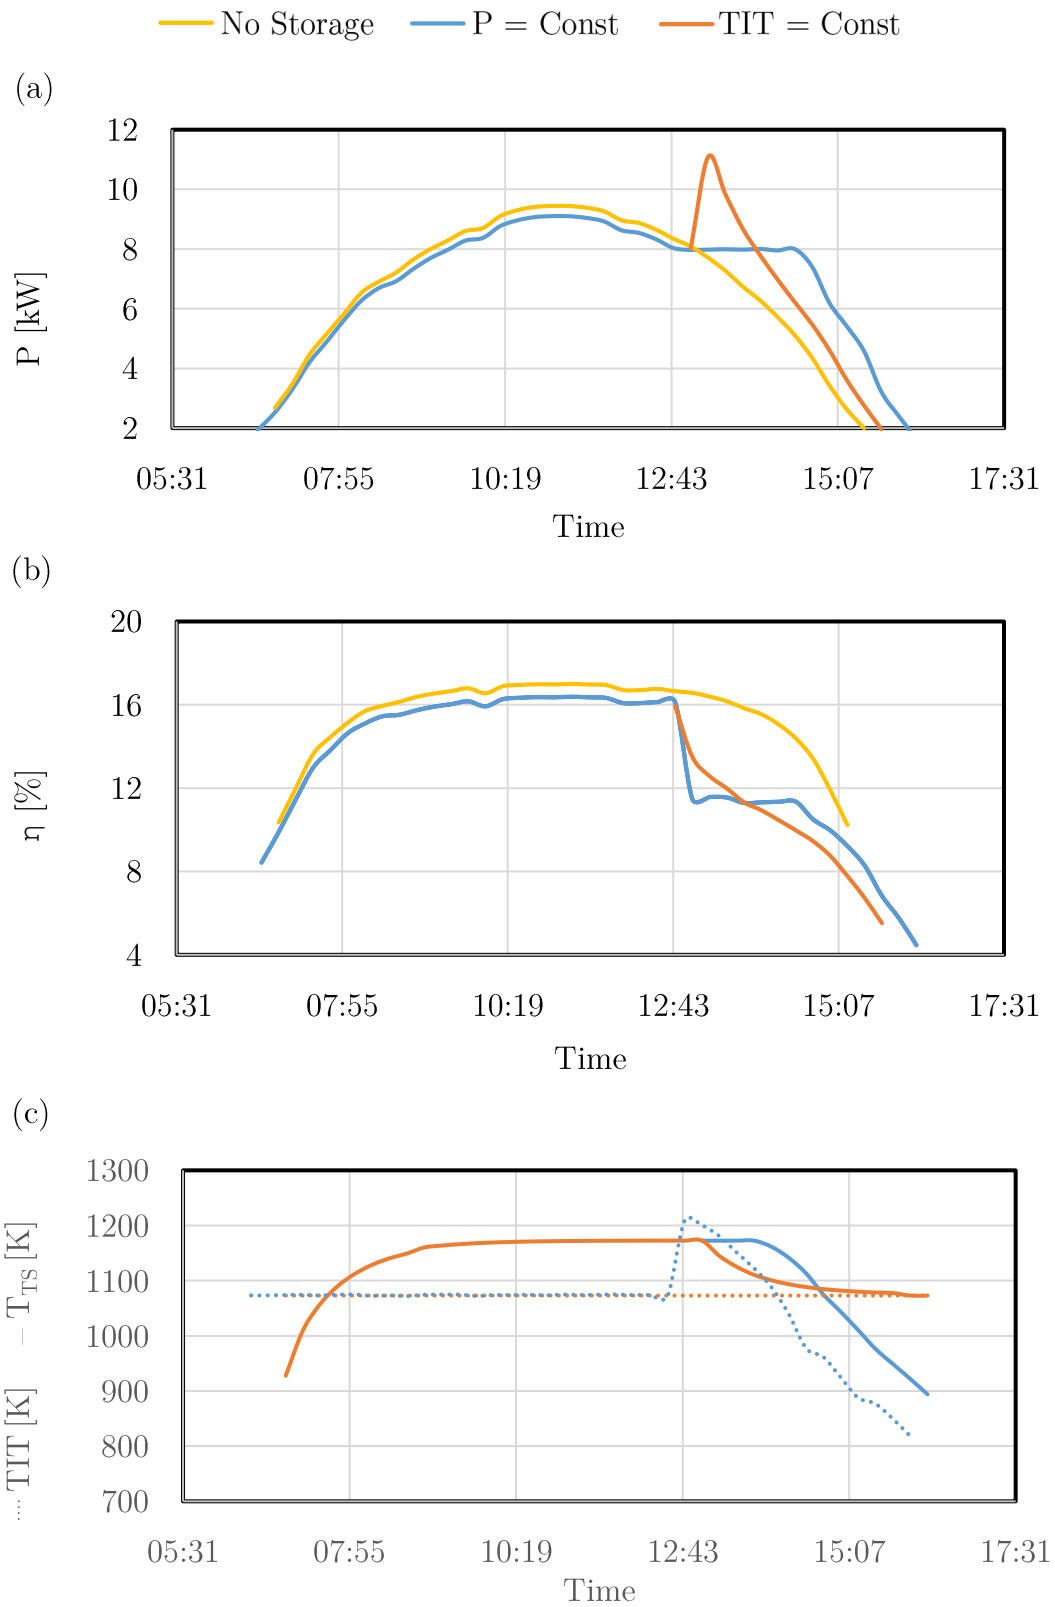 No Storage P = Const TIT = Const
(a)
12
10
8
6
4
2
P [kW]
05:31 07:55 10:19 12:43 15:07 17:31
Time
(b)
20
16
12
8
4
η [%]
05:31 07:55 10:19 12:43 15:07 17:31
Time
(c)
1300
1200
1100
1000
900
800
700
.... TIT [K] – T_TS [K]
05:31 07:55 10:19 12:43 15:07 17:31
Time